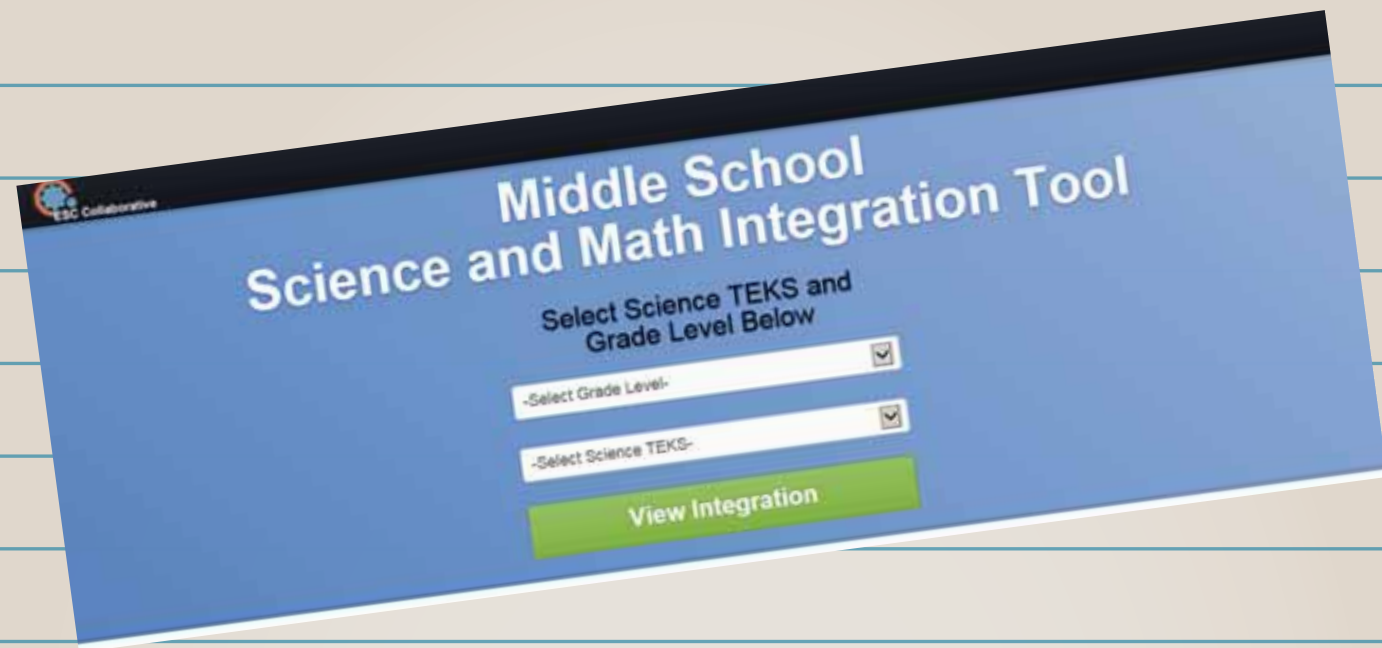 ESC Collaborative
Middle School
Science and Math Integration Tool
Select Science TEKS and
Grade Level Below
-Select Grade Level-
-Select Science TEKS-
View Integration